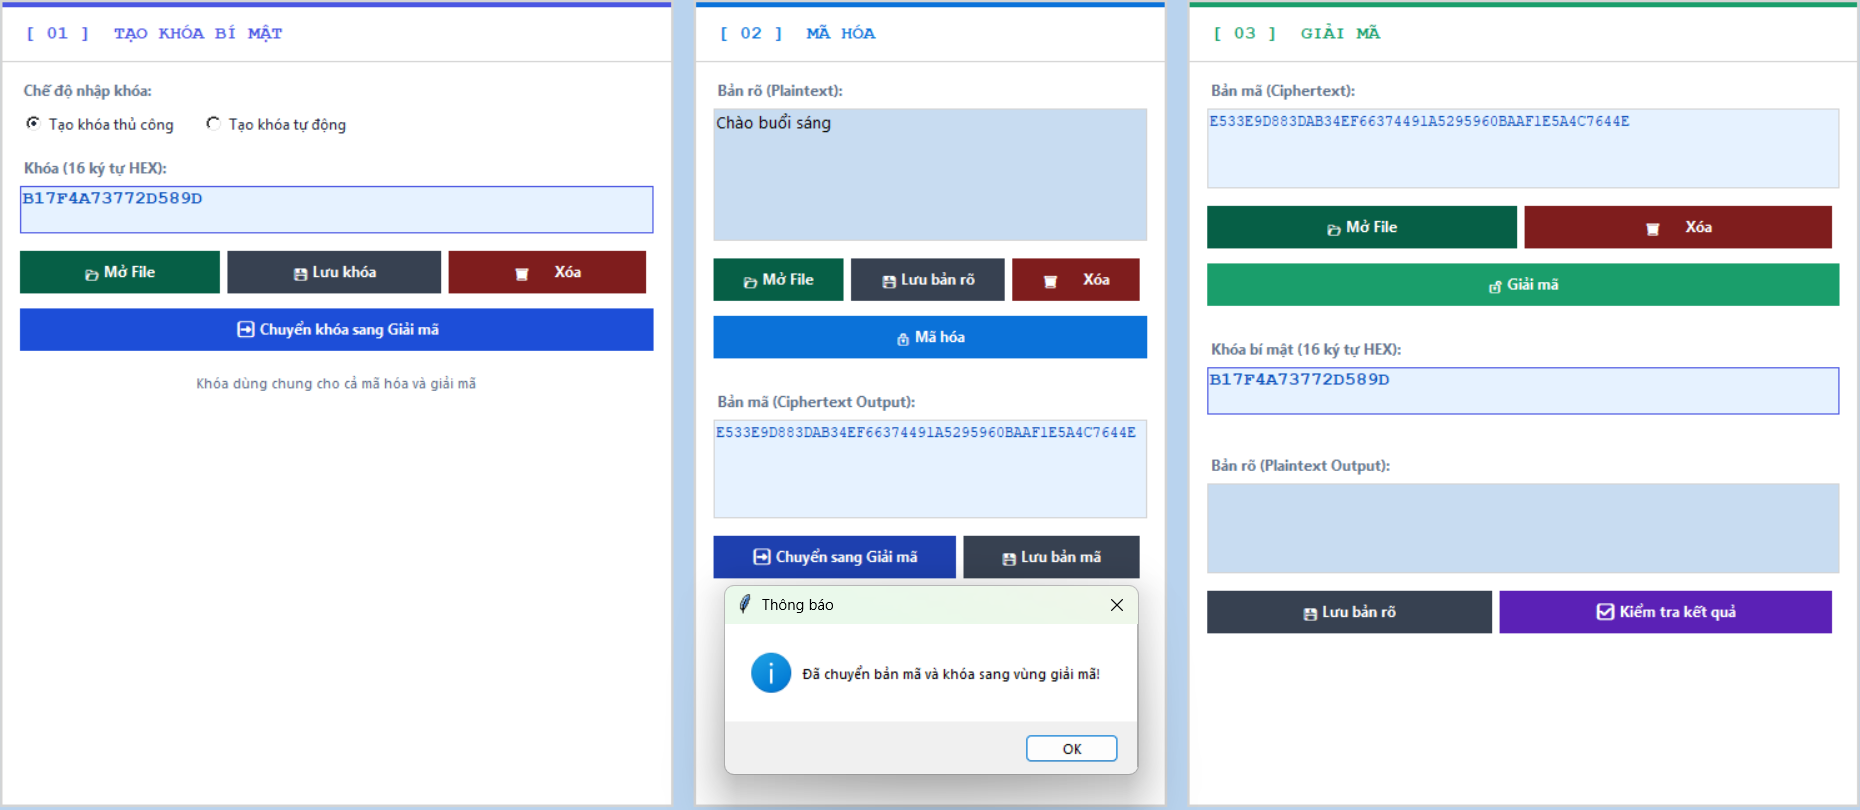 [ 01 ] TẠO KHÓA BÍ MẬT
Chế độ nhập khóa:
Tạo khóa thủ công
Tạo khóa tự động
Khóa (16 ký tự HEX):
B17F4A73772D589D
Mở File
Lưu khóa
Xóa
Chuyển khóa sang Giải mã
Khóa dùng chung cho cả mã hóa và giải mã
[ 02 ] MÃ HÓA
Bản rõ (Plaintext):
Chào buổi sáng
Mở File
Lưu bản rõ
Xóa
Mã hóa
Bản mã (Ciphertext Output):
E533E9D883DAB34EF66374491A5295960BAAF1E5A4C7644E
Chuyển sang Giải mã
Lưu bản mã
Thông báo
Đã chuyển bản mã và khóa sang vùng giải mã!
OK
[ 03 ] GIẢI MÃ
Bản mã (Ciphertext):
E533E9D883DAB34EF66374491A5295960BAAF1E5A4C7644E
Mở File
Xóa
Giải mã
Khóa bí mật (16 ký tự HEX):
B17F4A73772D589D
Bản rõ (Plaintext Output):
Lưu bản rõ
Kiểm tra kết quả